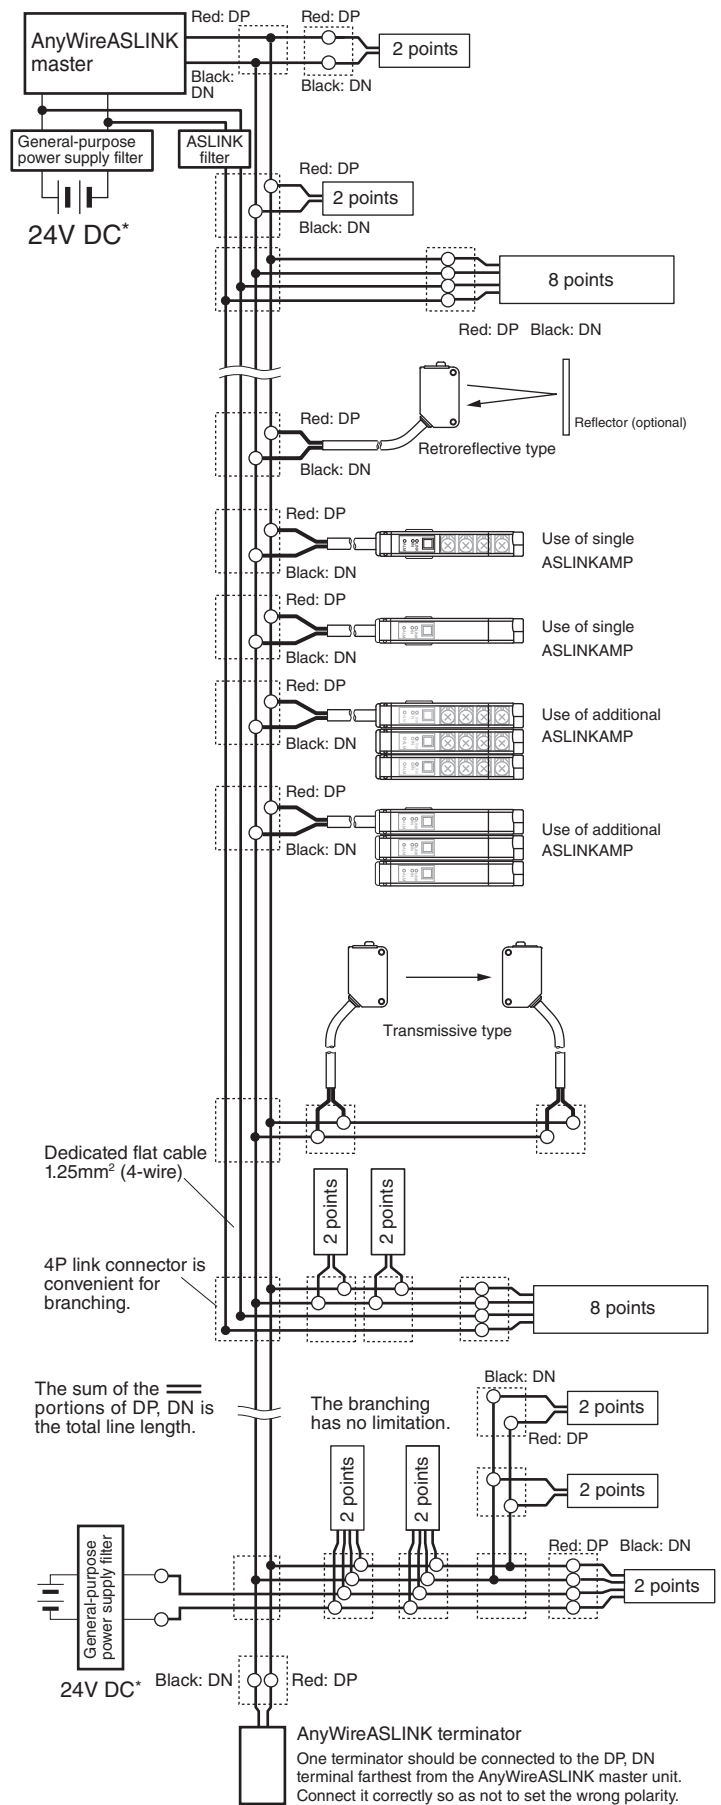 Red: DP
Red: DP
AnyWireASLINK
master
2 points
Black:
DN
Black: DN
General-purpose
power supply filter
ASLINK
filter
Red: DP
2 points
Black: DN
24V DC*
8 points
Red: DP Black: DN
Red: DP
Reflector (optional)
Retroreflective type
Black: DN
Red: DP
Use of single
ASLINKAMP
Black: DN
Red: DP
Use of single
ASLINKAMP
Black: DN
Red: DP
Use of additional
ASLINKAMP
Black: DN
Red: DP
Use of additional
ASLINKAMP
Black: DN
Transmissive type
Dedicated flat cable
1.25mm² (4-wire)
2 points
2 points
4P link connector is
convenient for
branching.
8 points
The sum of the
portions of DP, DN is
the total line length.
The branching
has no limitation.
Black: DN
2 points
Red: DP
2 points
2 points
2 points
Red: DP Black: DN
2 points
General-purpose
power supply filter
24V DC*
Black: DN
Red: DP
AnyWireASLINK terminator
One terminator should be connected to the DP, DN
terminal farthest from the AnyWireASLINK master unit.
Connect it correctly so as not to set the wrong polarity.